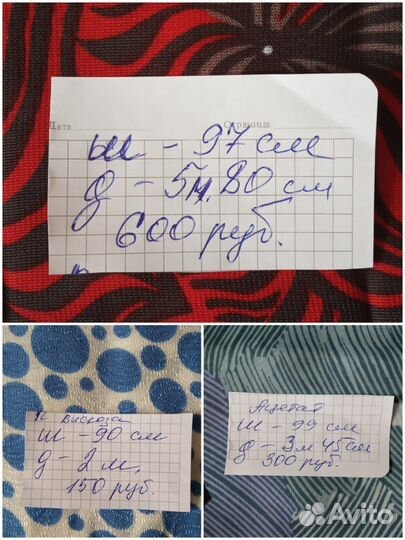 Дата Страница
ш - 97 см
д - 5м. 80 см
600 руб.
вискоза
ш - 90 см
д - 2 м,
150 руб.
Ацетат
ш - 99 см
д - 3 м 45 см
300 руб.
Avito